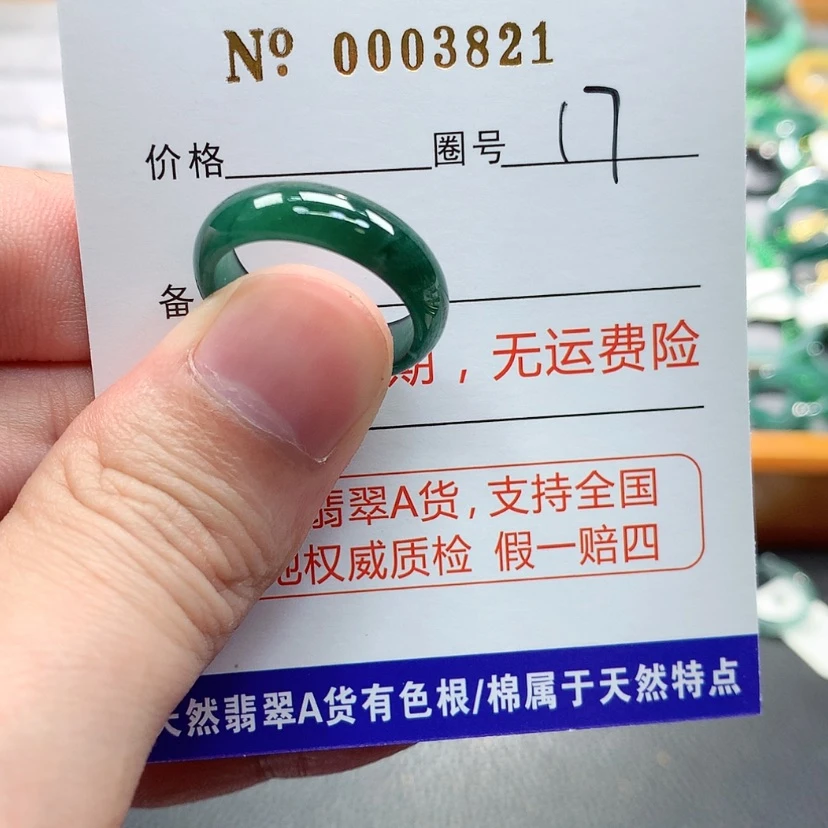 No 0003821
价格 圈号 17
备
期，无运费险
翡翠A货，支持全国
权威质检 假一赔四
天然翡翠A货有色根/棉属于天然特点